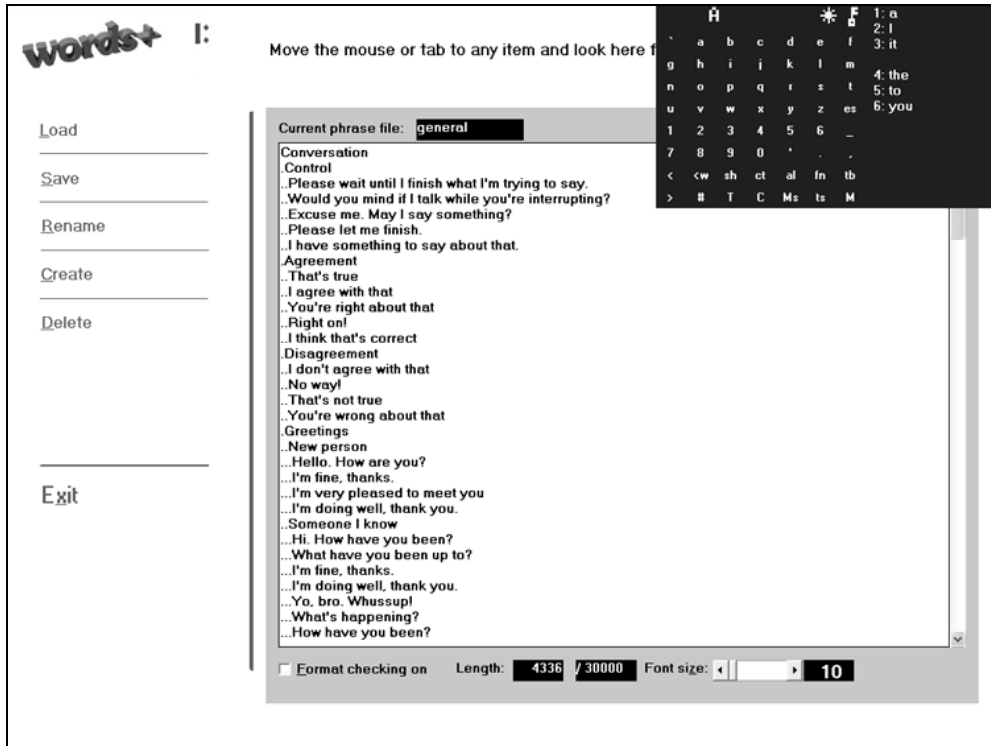 words+ I:
Move the mouse or tab to any item and look here f
Load
Save
Rename
Create
Delete
Exit
Current phrase file: general
Conversation
.Control
..Please wait until I finish what I'm trying to say.
..Would you mind if I talk while you're interrupting?
..Excuse me. May I say something?
..Please let me finish.
..I have something to say about that.
.Agreement
..That's true
..I agree with that
..You're right about that
..Right on!
..I think that's correct
.Disagreement
..I don't agree with that
..No way!
..That's not true
..You're wrong about that
.Greetings
..New person
...Hello. How are you?
...I'm fine, thanks.
...I'm very pleased to meet you
...I'm doing well, thank you.
..Someone I know
...Hi. How have you been?
...What have you been up to?
...I'm fine, thanks.
...I'm doing well, thank you.
...Yo, bro. Whussup!
...What's happening?
...How have you been?
Format checking on Length: 4336 / 30000 Font size: 10
` a b c d e f
g h i j k l m
n o p q r s t
u v w x y z es
1 2 3 4 5 6 _
7 8 9 0 ' . ,
< <w sh ct al fn tb
> # T C Ms ts M
1: a
2: I
3: it
4: the
5: to
6: you